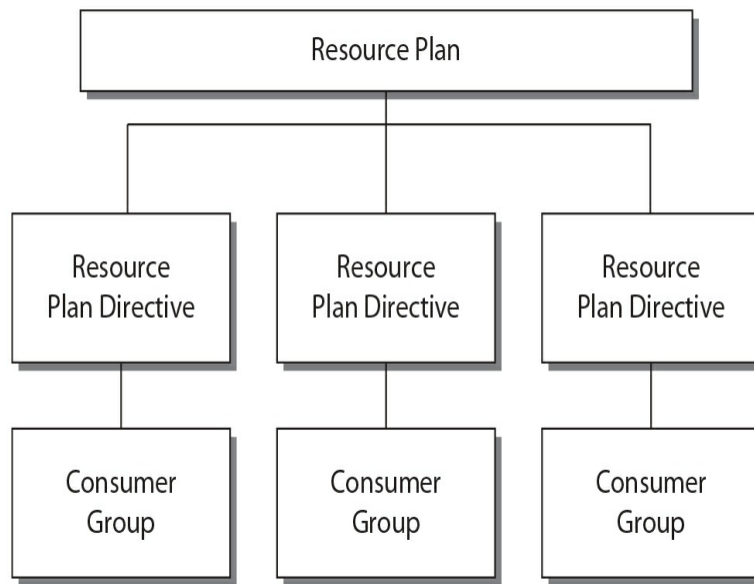 Resource Plan
Resource
Plan Directive
Resource
Plan Directive
Resource
Plan Directive
Consumer
Group
Consumer
Group
Consumer
Group